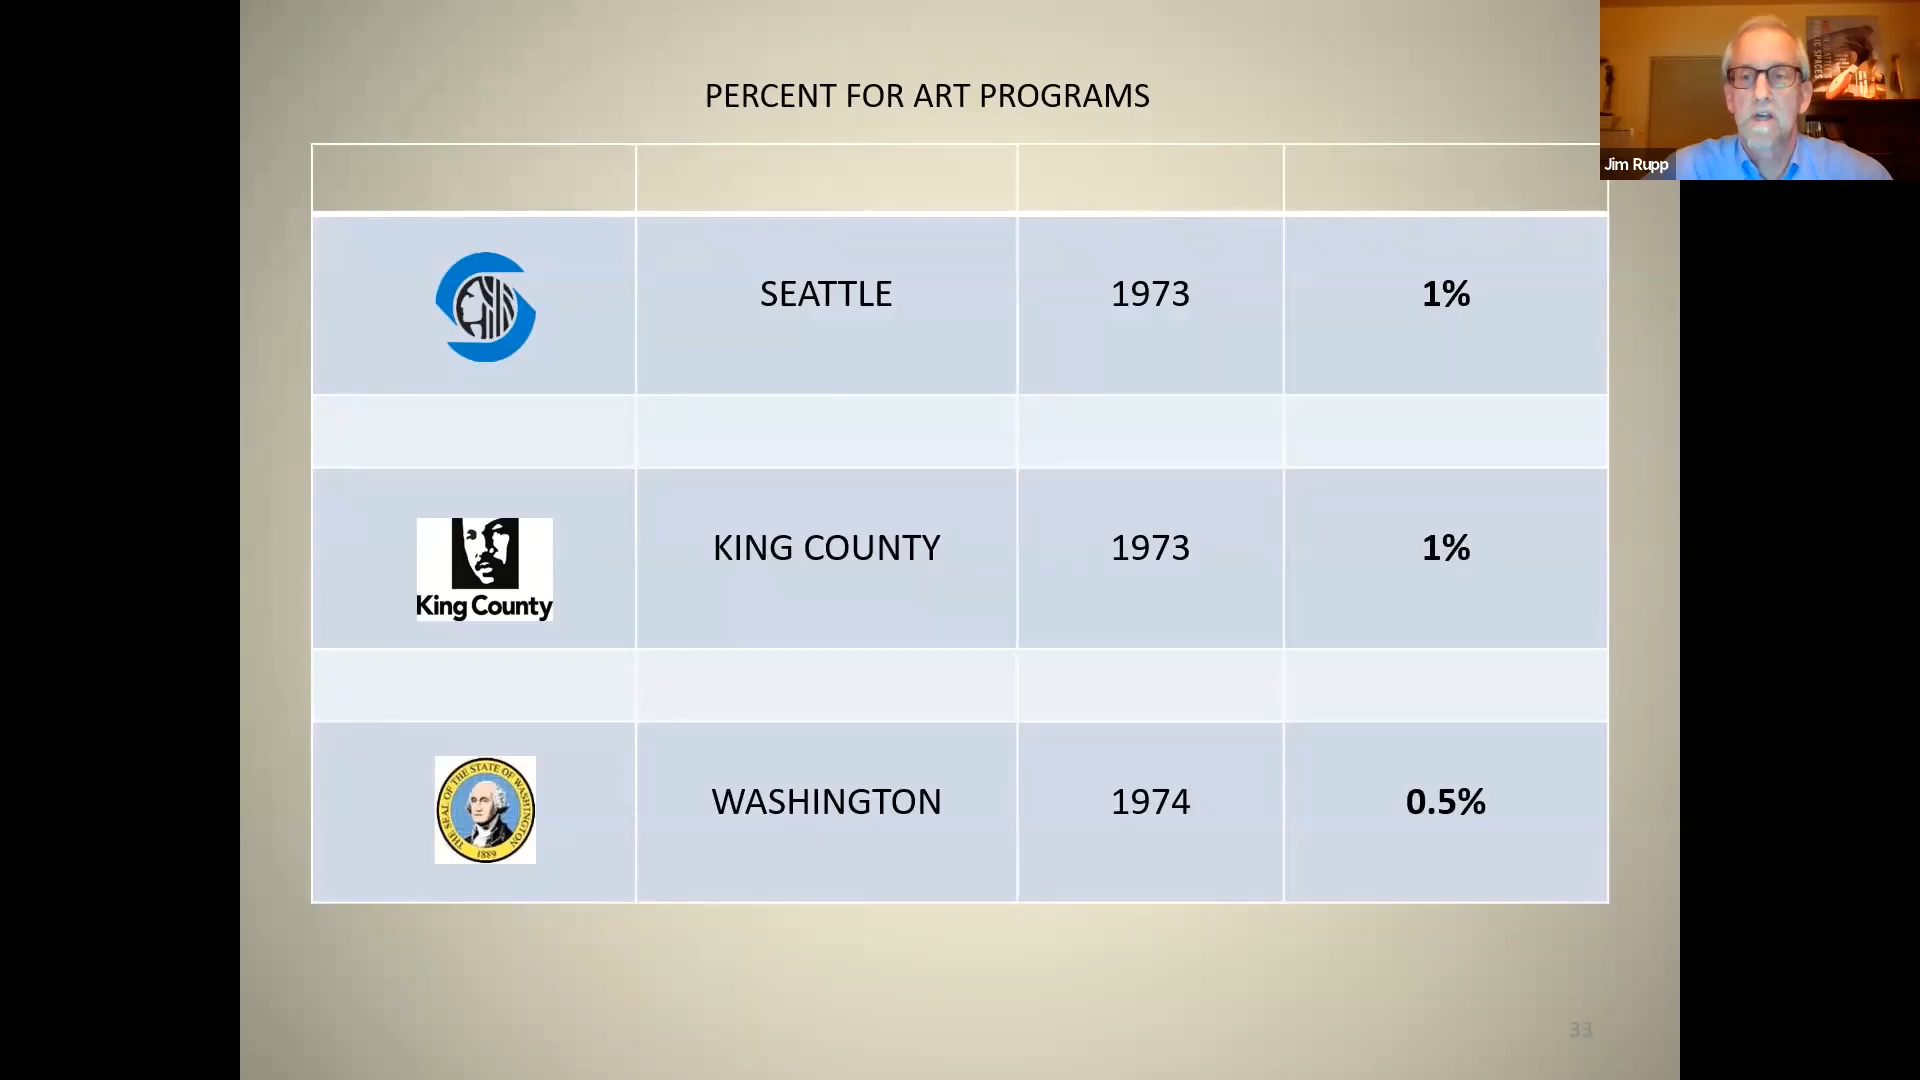 PERCENT FOR ART PROGRAMS
Jim Rupp
SEATTLE 1973 1%
King County
KING COUNTY 1973 1%
THE SEAL OF THE STATE OF WASHINGTON
1889
WASHINGTON 1974 0.5%
33